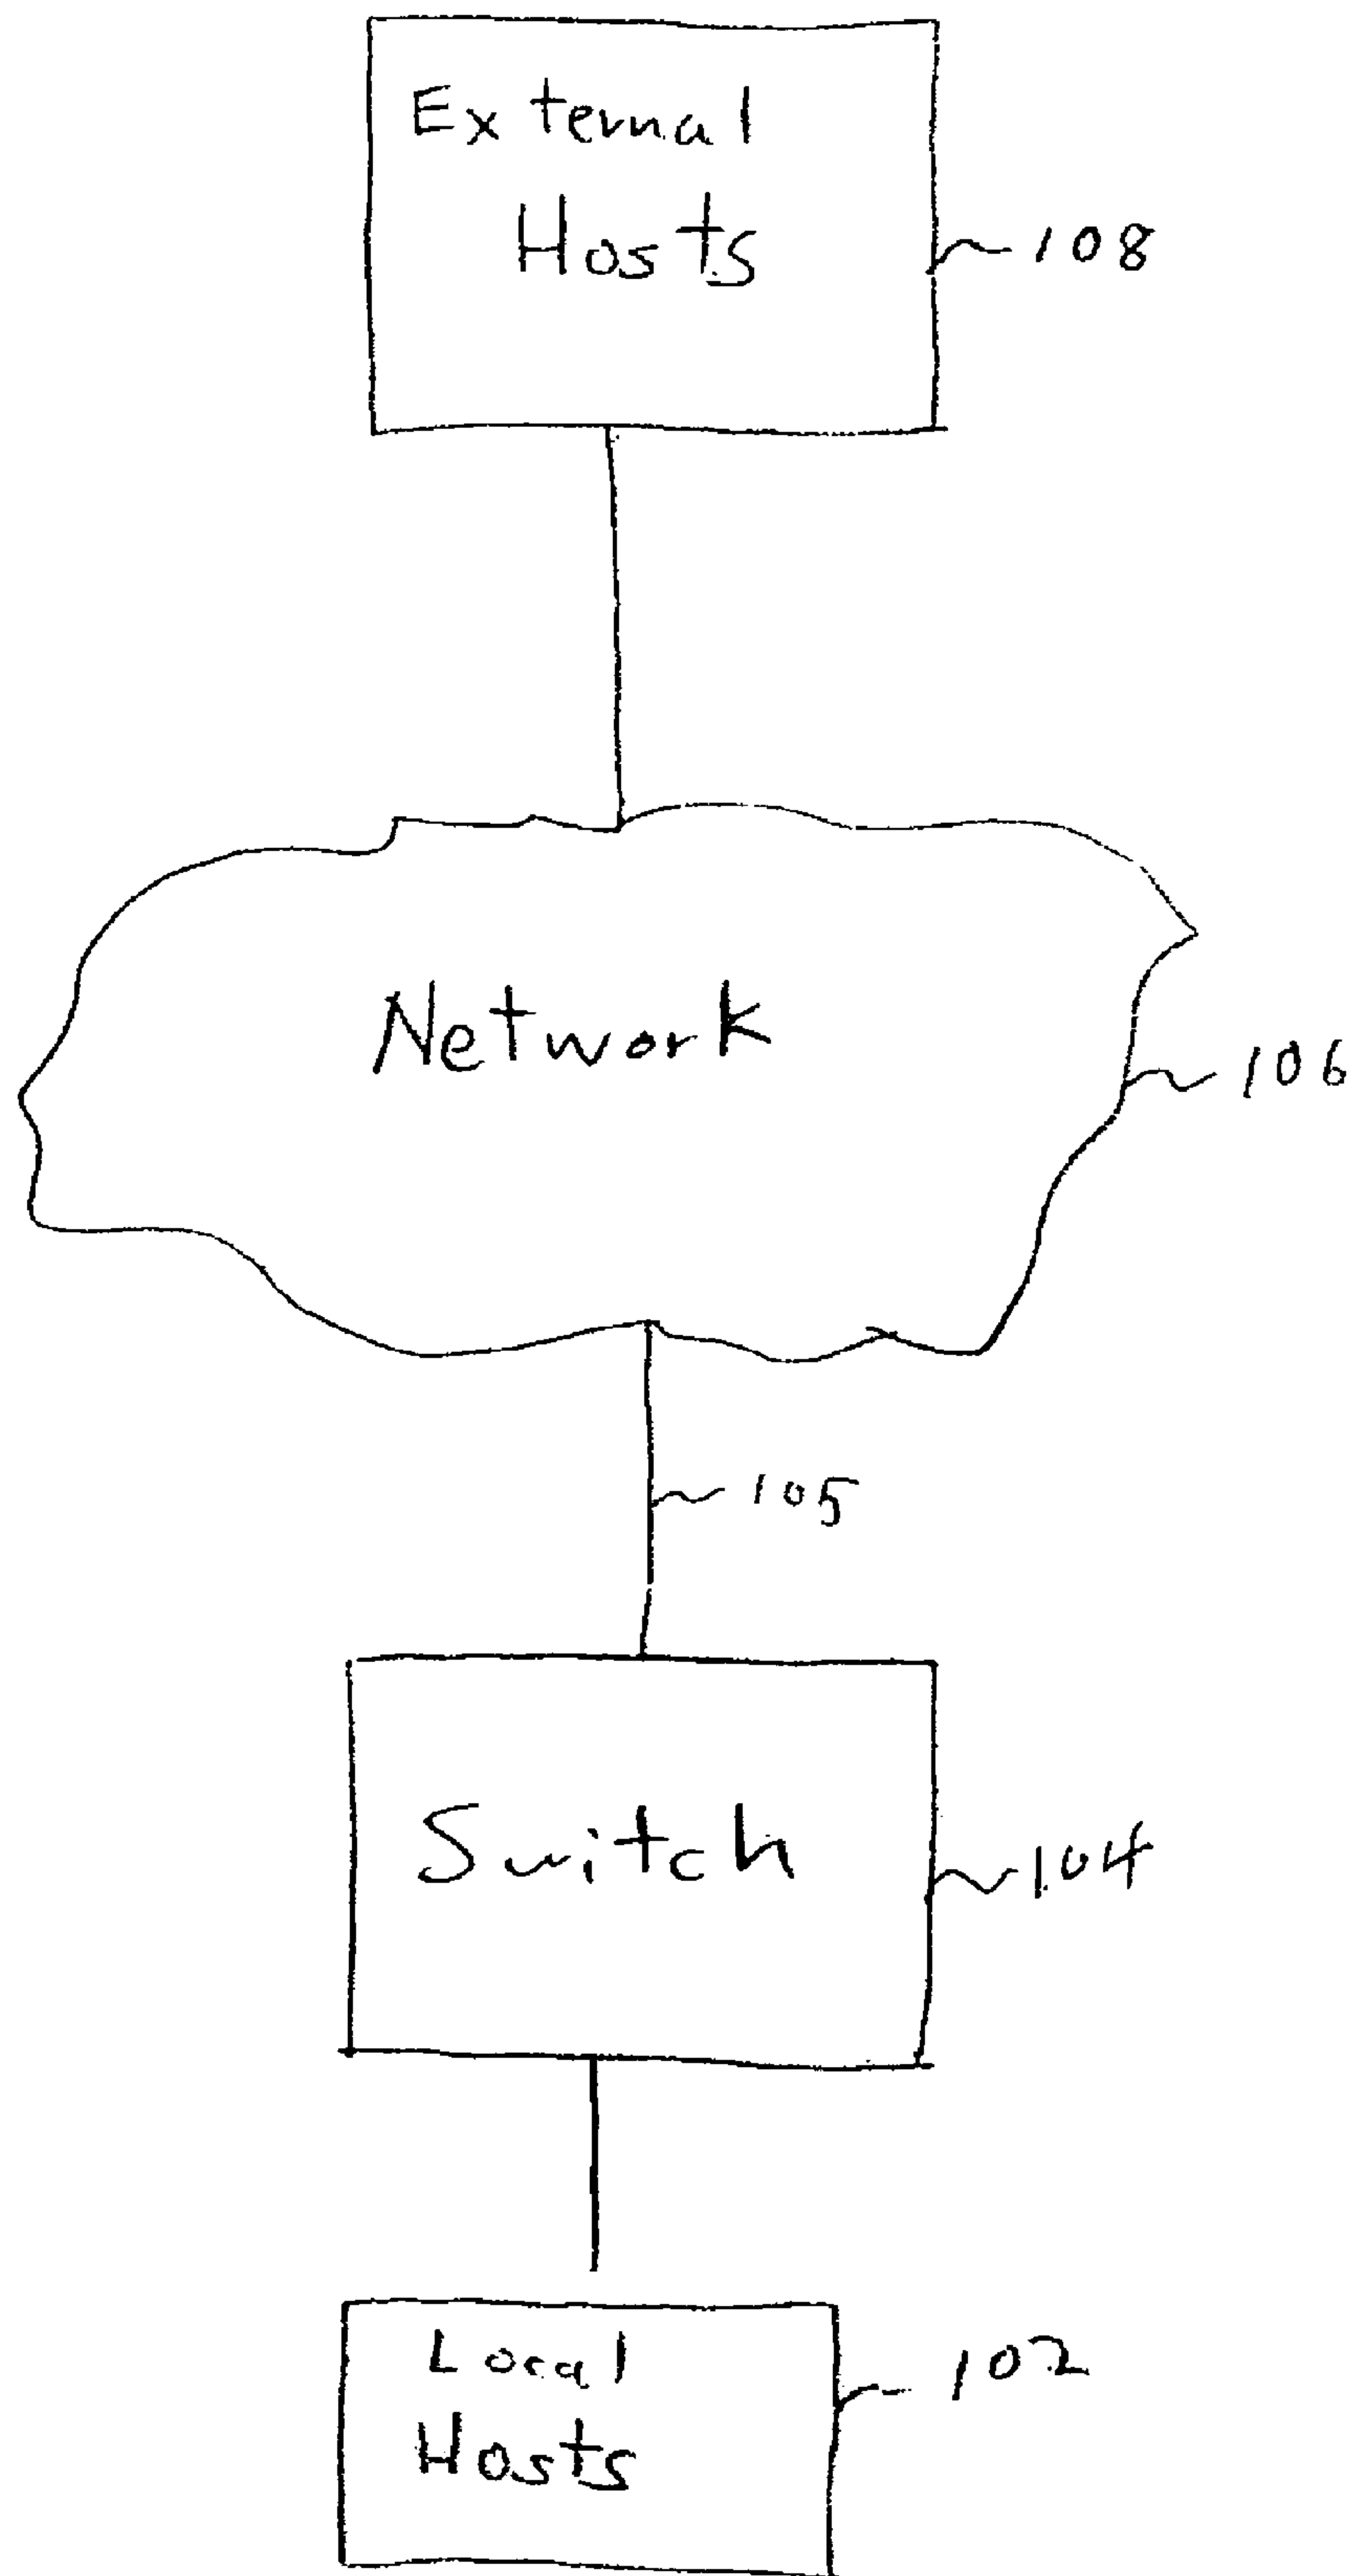 External
Hosts
108
Network
106
105
Switch
104
Local
Hosts
102